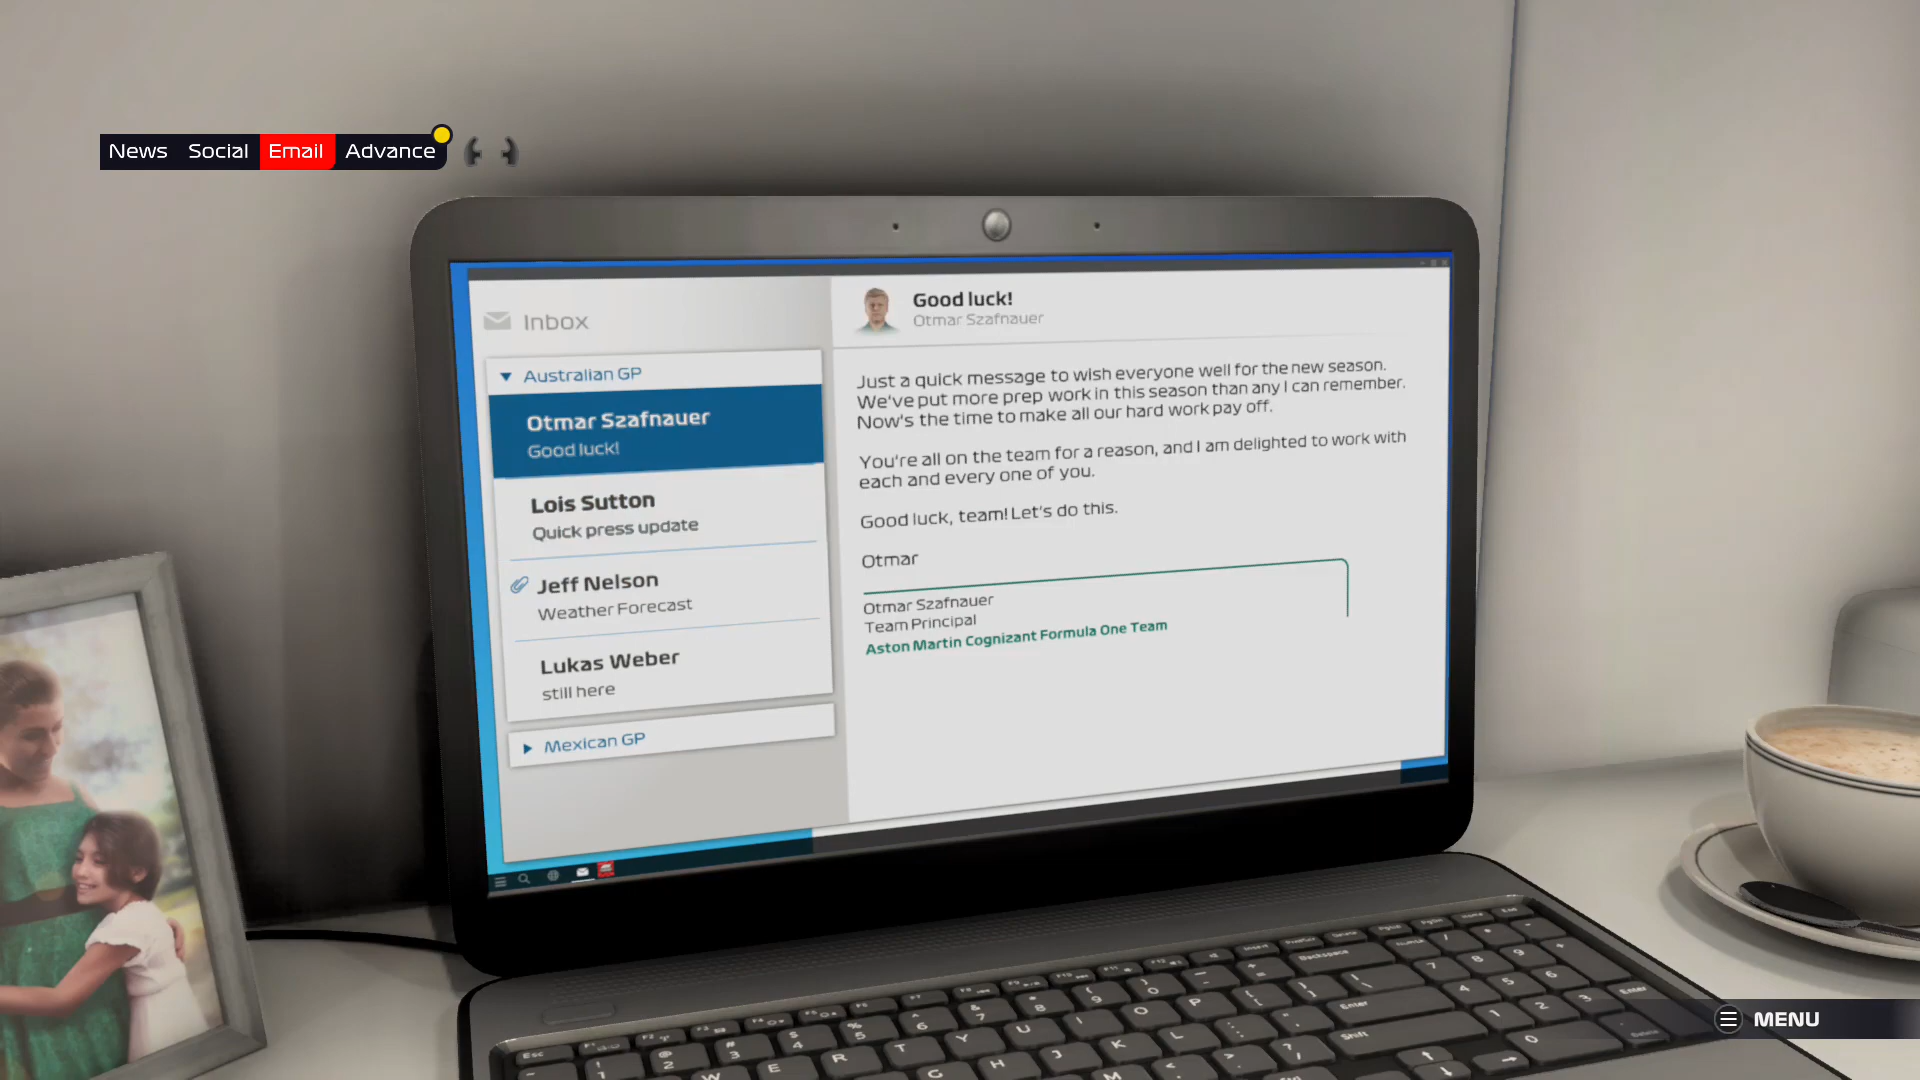 News Social Email Advance
Inbox
Australian GP
Otmar Szafnauer
Good luck!
Lois Sutton
Quick press update
Jeff Nelson
Weather Forecast
Lukas Weber
still here
Mexican GP
Good luck!
Otmar Szafnauer
Just a quick message to wish everyone well for the new season.
We've put more prep work in this season than any I can remember.
Now's the time to make all our hard work pay off.
You're all on the team for a reason, and I am delighted to work with
each and every one of you.
Good luck, team! Let's do this.
Otmar
Otmar Szafnauer
Team Principal
Aston Martin Cognizant Formula One Team
Backspace
Enter
Shift
Enter
Esc
MENU